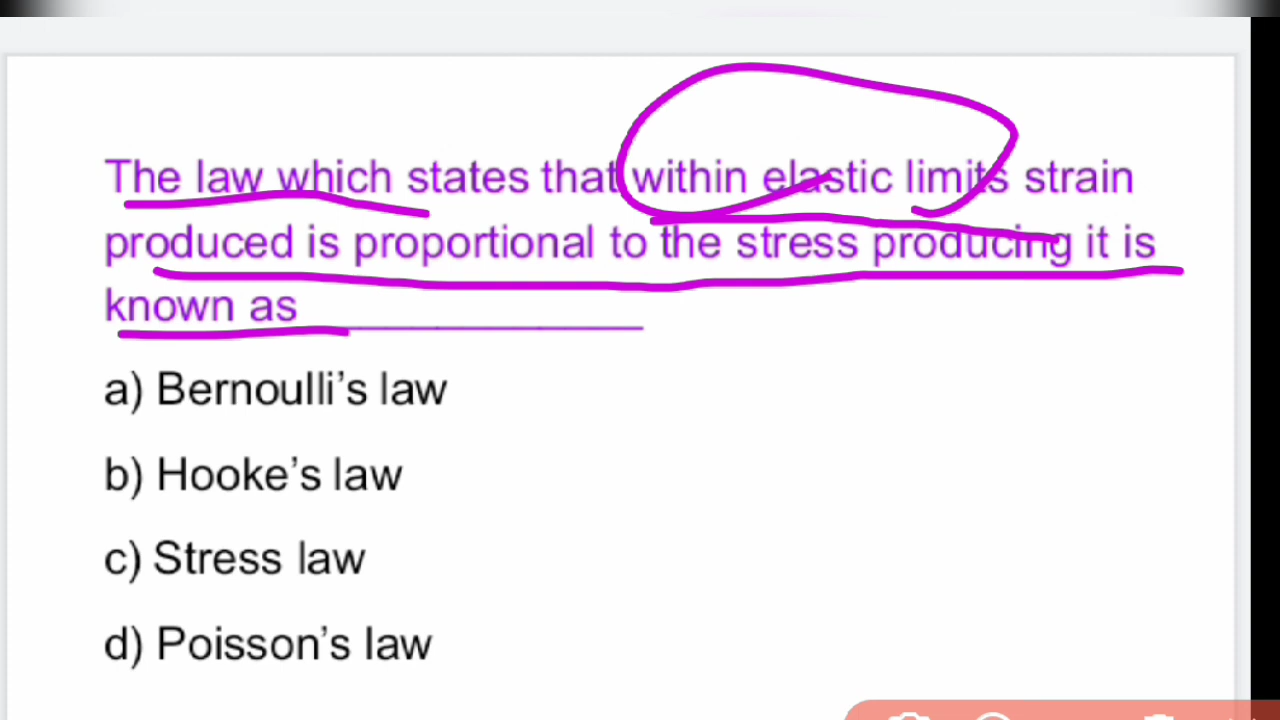 The law which states that within elastic limits strain
produced is proportional to the stress producing it is
known as ______________
a) Bernoulli’s law
b) Hooke’s law
c) Stress law
d) Poisson’s law